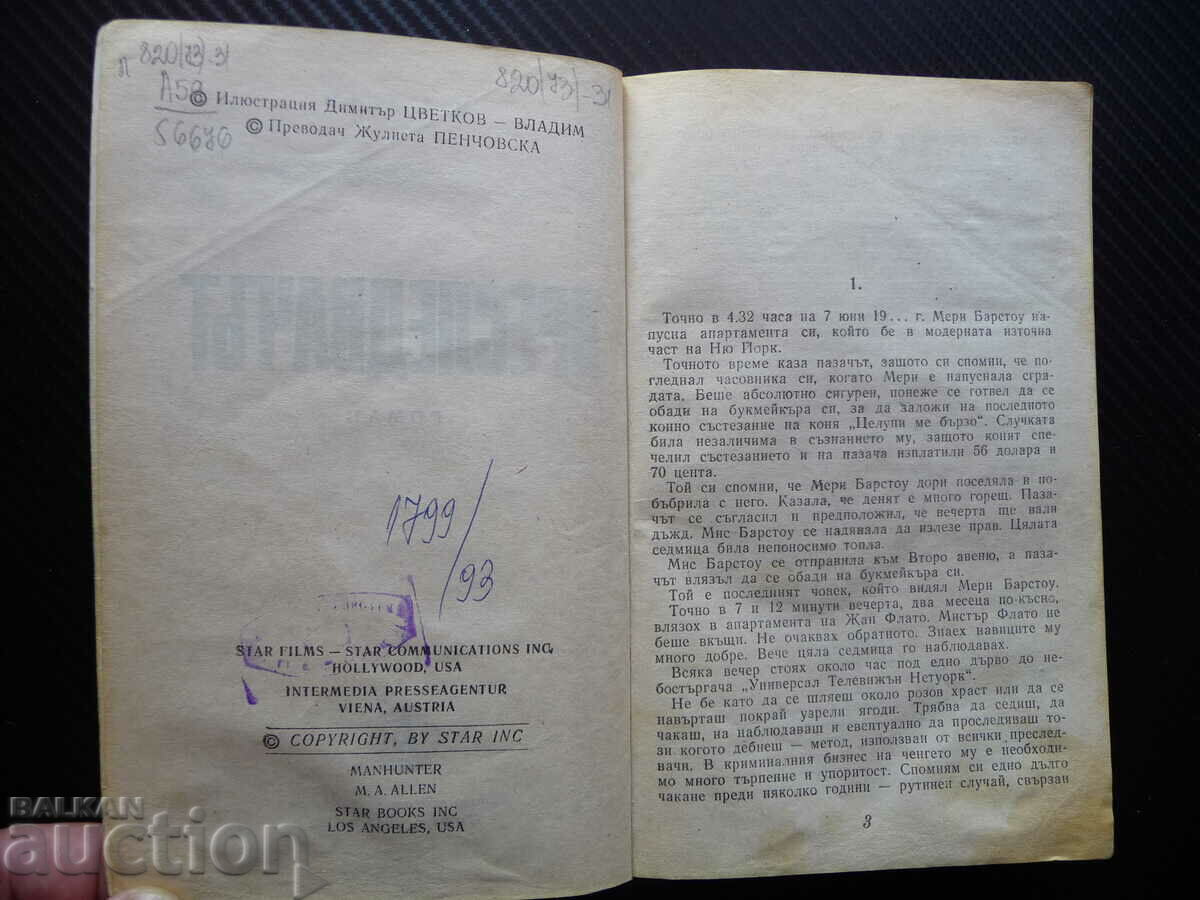 820(73)-31
Л
А52
56676
820(73)-31
© Илюстрация Димитър ЦВЕТКОВ — ВЛАДИМ
© Преводач Жулиета ПЕНЧОВСКА
1799/93
STAR FILMS — STAR COMMUNICATIONS INC,
HOLLYWOOD, USA
INTERMEDIA PRESSEAGENTUR
VIENA, AUSTRIA
© COPYRIGHT, BY STAR INC
MANHUNTER
M. A. ALLEN
STAR BOOKS INC
LOS ANGELES, USA
1.
Точно в 4.32 часа на 7 юни 19... г. Мери Барстоу на-
пусна апартамента си, който бе в модерната източна
част на Ню Йорк.
Точното време каза пазачът, защото си спомни, че по-
гледнал часовника си, когато Мери е напуснала сгра-
дата. Беше абсолютно сигурен, понеже се готвел да се
обади на букмейкъра си, за да заложи на последното
конно състезание на коня „Целупи ме бързо“. Случката
била незаличима в съзнанието му, защото конят спе-
челил състезанието и на пазача изплатили 56 долара и
70 цента.
Той си спомни, че Мери Барстоу дори поседяла и по-
бъбрила с него. Казала, че денят е много горещ. Паза-
чът се съгласил и предположил, че вечерта ще вали
дъжд. Мис Барстоу се надявала да излезе прав. Цялата
седмица била непоносимо топла.
Мис Барстоу се отправила към Второ авеню, а паза-
чът влязъл да се обади на букмейкъра си.
Той е последният човек, който видял Мери Барстоу.
Точно в 7 и 12 минути вечерта, два месеца по-късно,
влязох в апартамента на Жан Флато. Мистър Флато не
беше вкъщи. Не очаквах обратното. Знаех навиците му
много добре. Вече цяла седмица го наблюдавах.
Всяка вечер стоях около час под едно дърво до не-
бостъргача „Универсал Телевижън Нетуорк“.
Не бе като да се шляеш около розов храст или да се
навърташ покрай узрели ягоди. Трябва да седиш, да
чакаш, на наблюдаваш и евентуално да проследяваш то-
зи когото дебнеш — метод, използван от всички преслед-
вачи. В криминалния бизнес на ченгето му е необходи-
мо много търпение и упоритост. Спомням си едно дълго
чакане преди няколко години — рутинен случай, свързан
3
BALKAN
auction